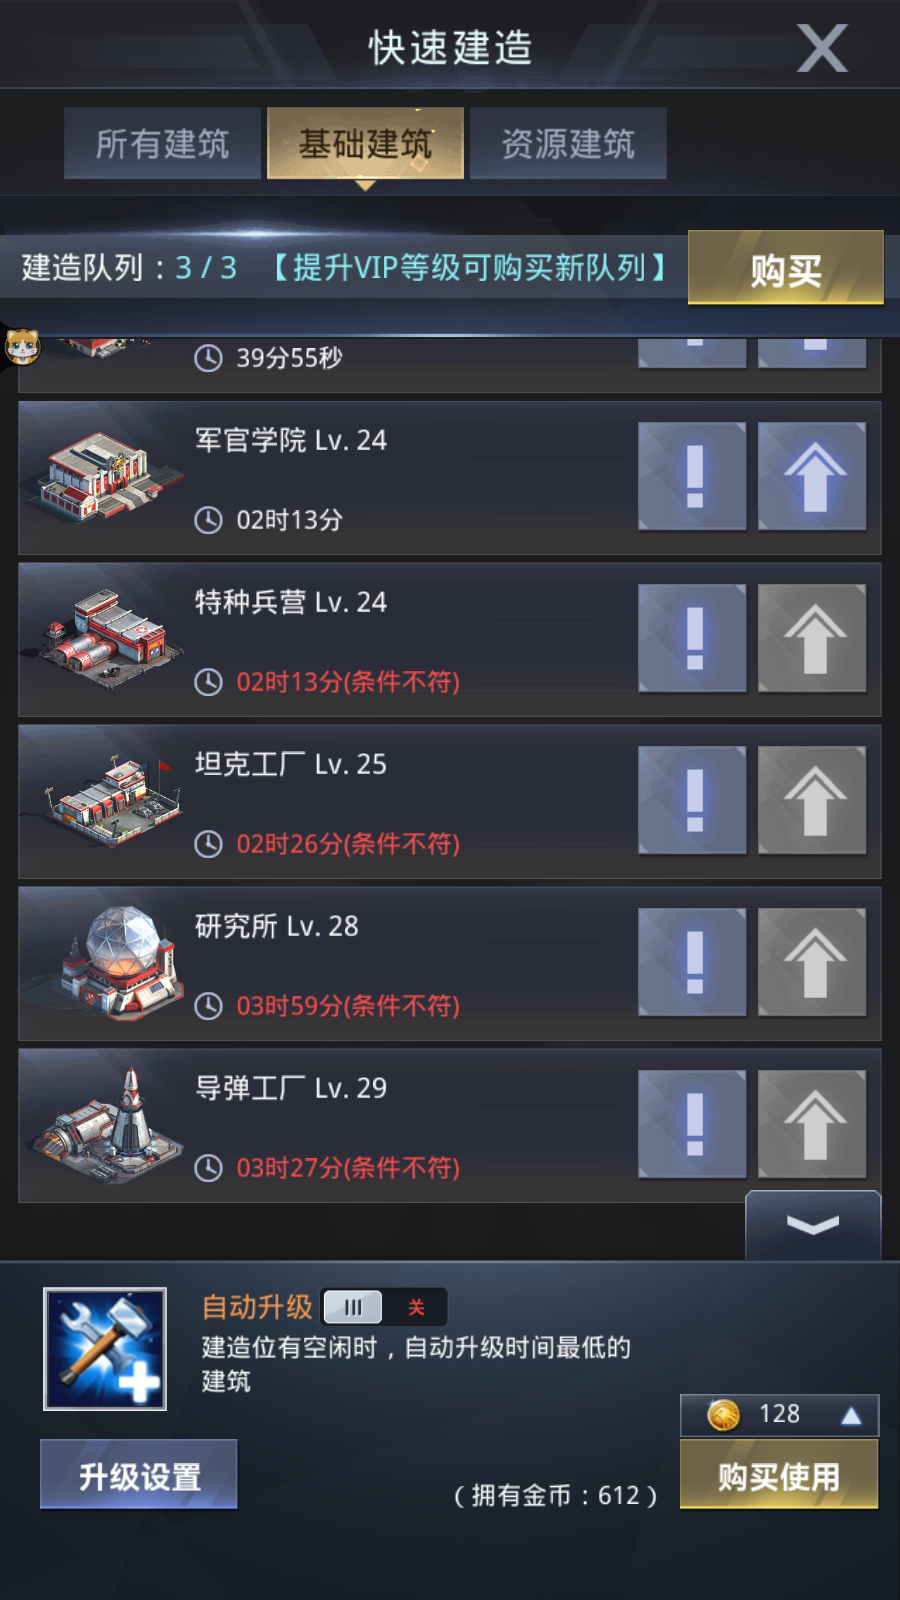 快速建造
所有建筑 基础建筑 资源建筑
建造队列：3 / 3 【提升VIP等级可购买新队列】 购买
39分55秒
军官学院 Lv. 24
02时13分
特种兵营 Lv. 24
02时13分(条件不符)
坦克工厂 Lv. 25
02时26分(条件不符)
研究所 Lv. 28
03时59分(条件不符)
导弹工厂 Lv. 29
03时27分(条件不符)
自动升级 关
建造位有空闲时，自动升级时间最低的
建筑
128
升级设置 （拥有金币：612） 购买使用